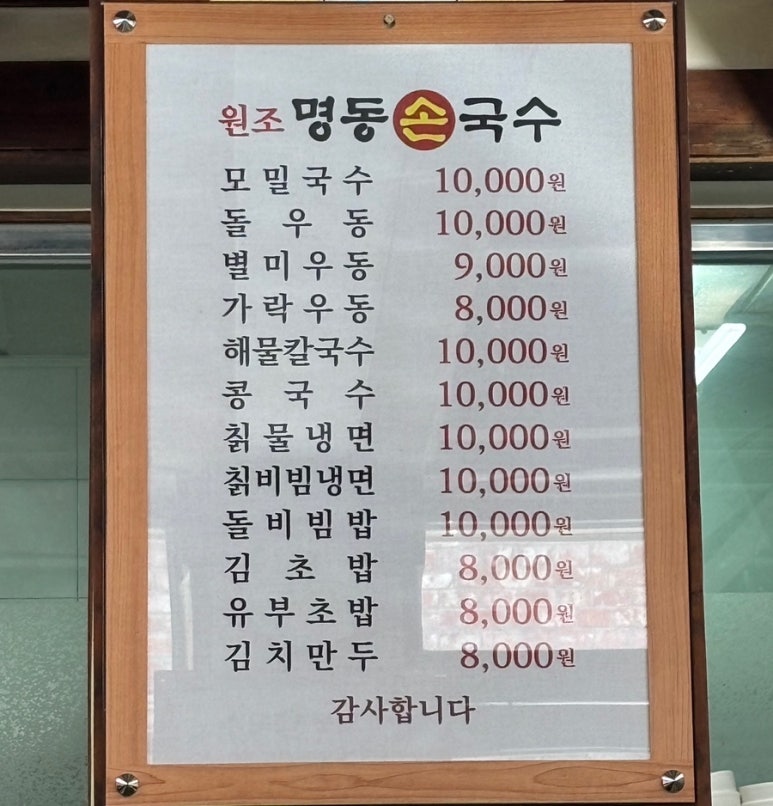 원조 명동손국수
모밀국수 10,000원
돌우동 10,000원
별미우동 9,000원
가락우동 8,000원
해물칼국수 10,000원
콩국수 10,000원
칡물냉면 10,000원
칡비빔냉면 10,000원
돌비빔밥 10,000원
김초밥 8,000원
유부초밥 8,000원
김치만두 8,000원
감사합니다